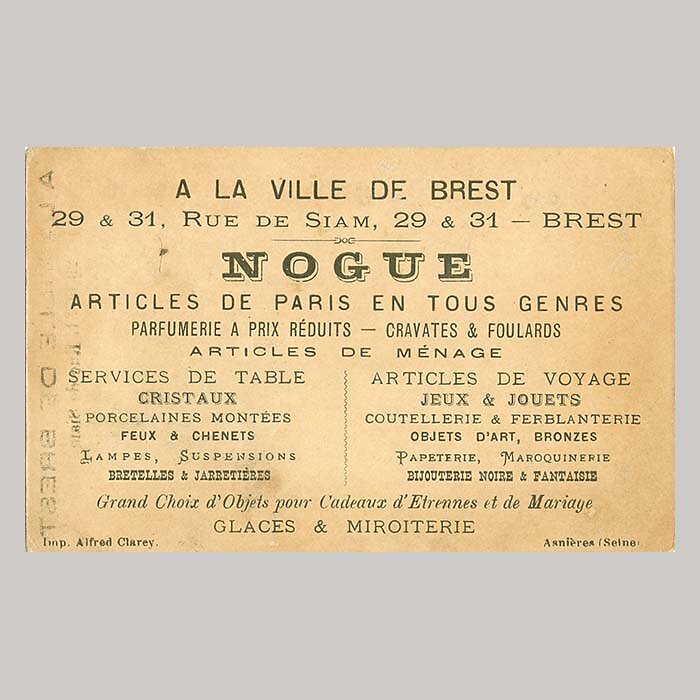 A LA VILLE DE BREST
29 & 31, RUE DE SIAM, 29 & 31 — BREST
NOGUE
ARTICLES DE PARIS EN TOUS GENRES
PARFUMERIE A PRIX RÉDUITS — CRAVATES & FOULARDS
ARTICLES DE MÉNAGE
SERVICES DE TABLE
CRISTAUX
PORCELAINES MONTÉES
FEUX & CHENETS
LAMPES, SUSPENSIONS
BRETELLES & JARRETIÈRES
ARTICLES DE VOYAGE
JEUX & JOUETS
COUTELLERIE & FERBLANTERIE
OBJETS D'ART, BRONZES
PAPETERIE, MAROQUINERIE
BIJOUTERIE NOIRE & FANTAISIE
Grand Choix d'Objets pour Cadeaux d'Etrennes et de Mariage
GLACES & MIROITERIE
Imp. Alfred Clarey.
Asnières (Seine)